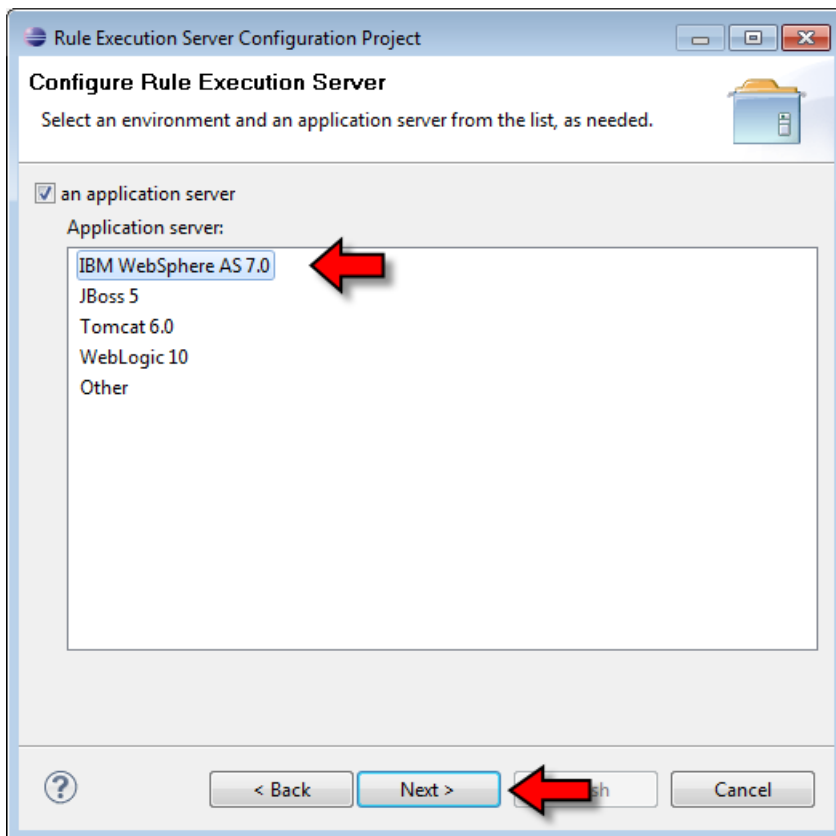 Rule Execution Server Configuration Project
Configure Rule Execution Server
Select an environment and an application server from the list, as needed.
an application server
Application server:
IBM WebSphere AS 7.0
JBoss 5
Tomcat 6.0
WebLogic 10
Other
< Back Next > Cancel